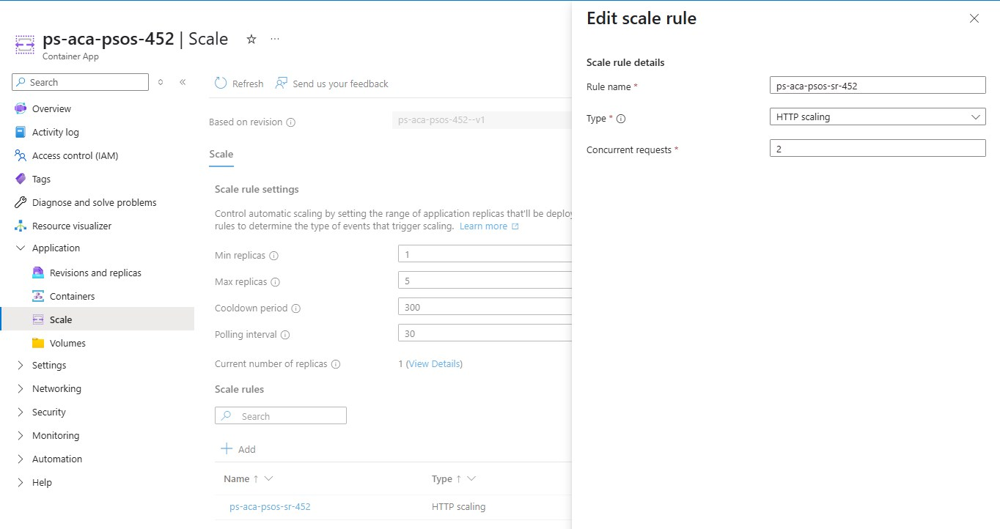 ps-aca-psos-452 | Scale
Container App
Search
Overview
Activity log
Access control (IAM)
Tags
Diagnose and solve problems
Resource visualizer
Application
Revisions and replicas
Containers
Scale
Volumes
Settings
Networking
Security
Monitoring
Automation
Help
Refresh
Send us your feedback
Based on revision
ps-aca-psos-452--v1
Scale
Scale rule settings
Control automatic scaling by setting the range of application replicas that'll be deploy
rules to determine the type of events that trigger scaling. Learn more
Min replicas
1
Max replicas
5
Cooldown period
300
Polling interval
30
Current number of replicas
1 (View Details)
Scale rules
Search
Add
Name ↑
Type ↑
ps-aca-psos-sr-452
HTTP scaling
Edit scale rule
Scale rule details
Rule name *
ps-aca-psos-sr-452
Type *
HTTP scaling
Concurrent requests *
2